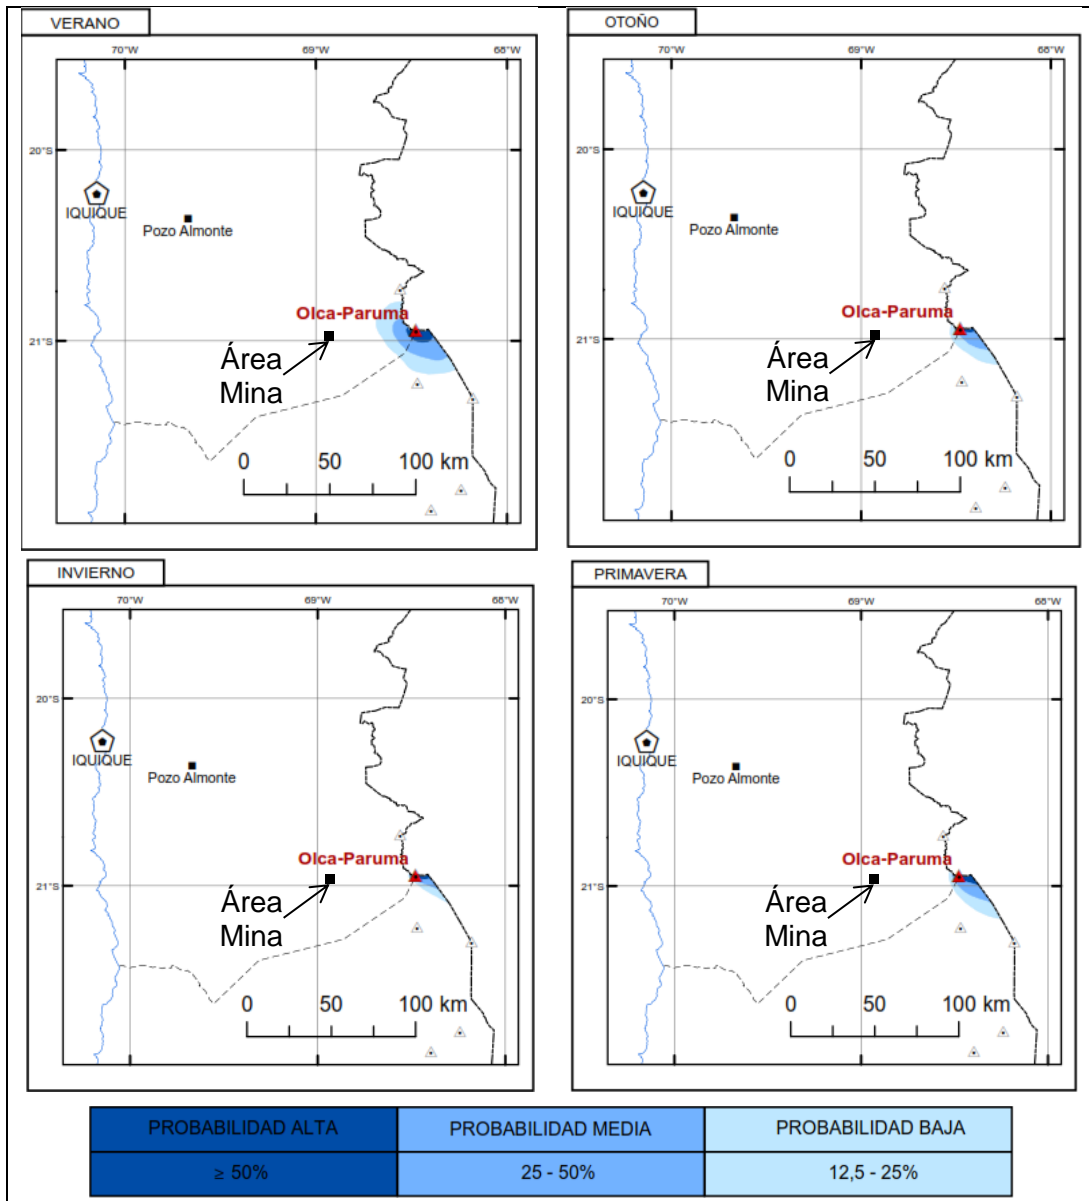 VERANO
70°W
69°W
68°W
20°S
IQUIQUE
Pozo Almonte
Olca-Paruma
21°S
Área
Mina
0 50 100 km
OTOÑO
70°W
69°W
68°W
20°S
IQUIQUE
Pozo Almonte
Olca-Paruma
21°S
Área
Mina
0 50 100 km
INVIERNO
70°W
69°W
68°W
20°S
IQUIQUE
Pozo Almonte
Olca-Paruma
21°S
Área
Mina
0 50 100 km
PRIMAVERA
70°W
69°W
68°W
20°S
IQUIQUE
Pozo Almonte
Olca-Paruma
21°S
Área
Mina
0 50 100 km
PROBABILIDAD ALTA PROBABILIDAD MEDIA PROBABILIDAD BAJA
≥ 50% 25 - 50% 12,5 - 25%